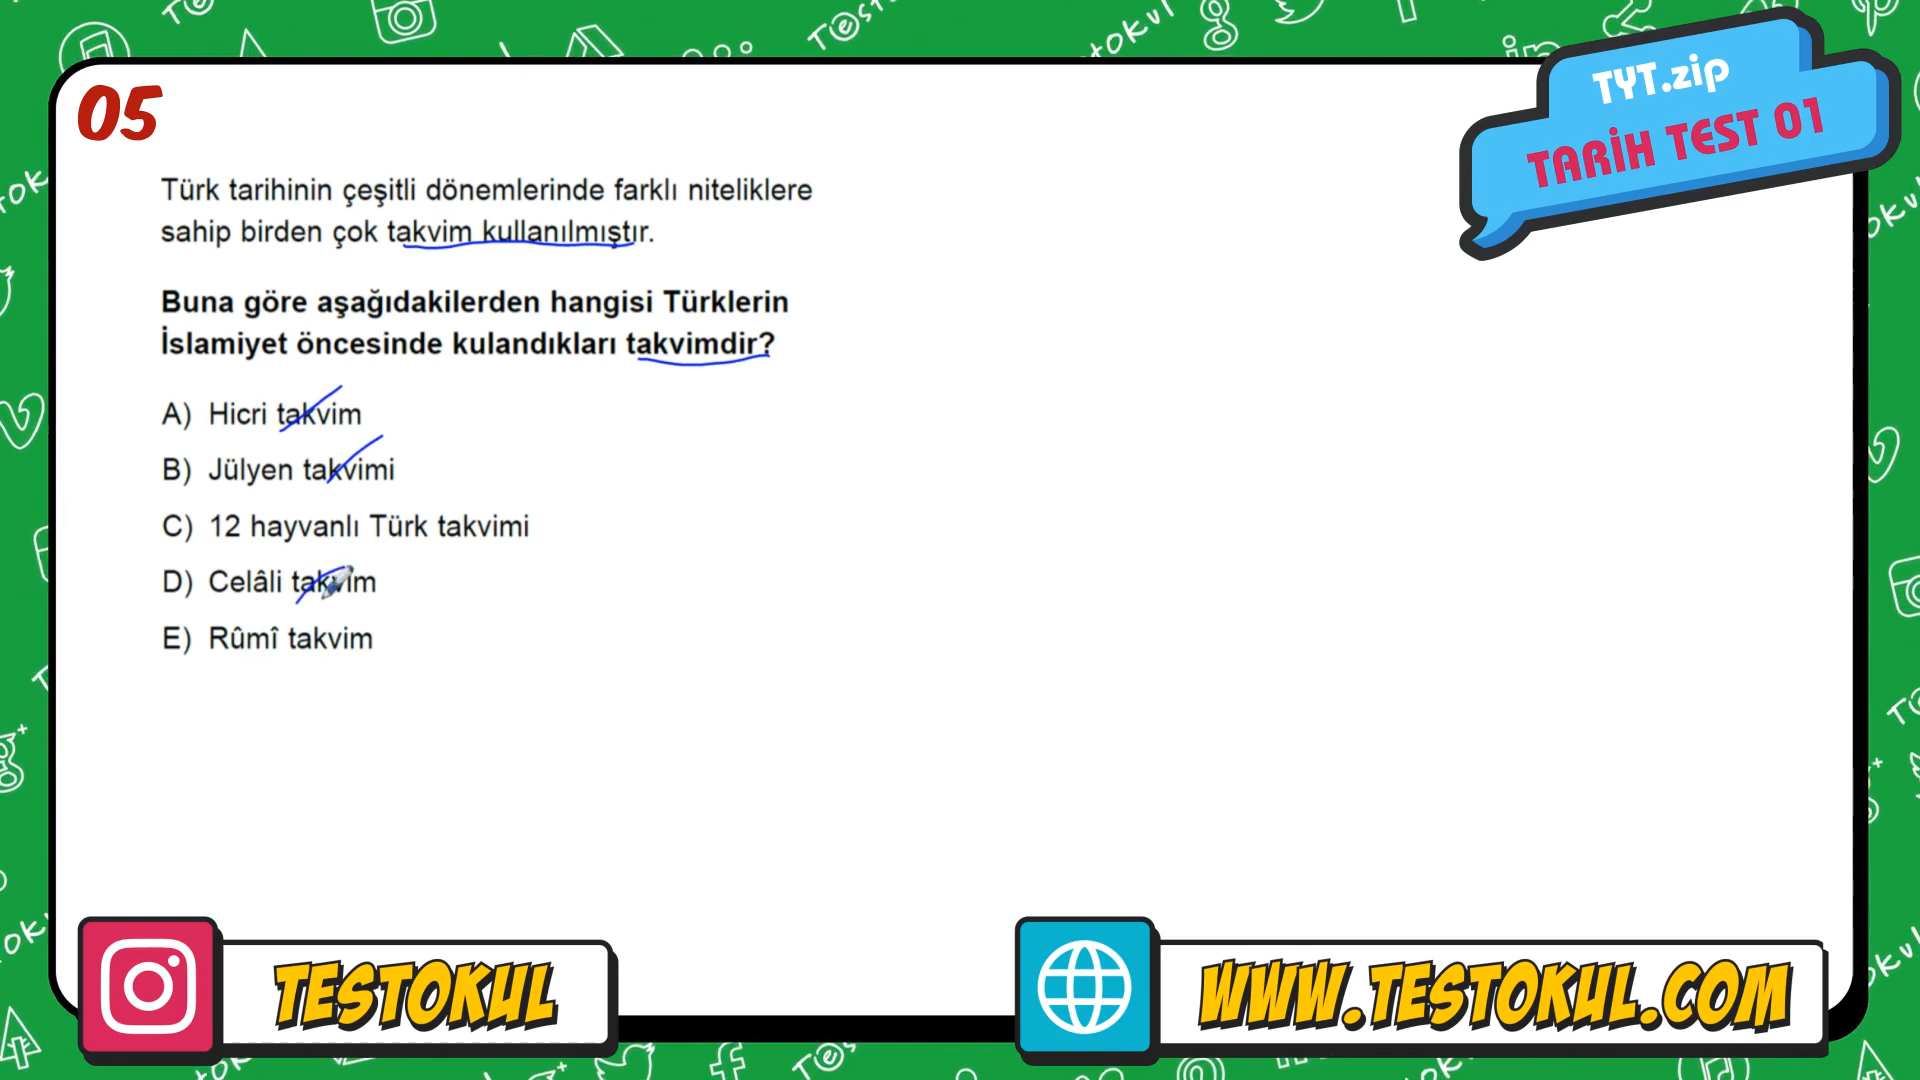 05
TYT.zip
TARİH TEST 01
Türk tarihinin çeşitli dönemlerinde farklı niteliklere
sahip birden çok takvim kullanılmıştır.
Buna göre aşağıdakilerden hangisi Türklerin
İslamiyet öncesinde kulandıkları takvimdir?
A) Hicri takvim
B) Jülyen takvimi
C) 12 hayvanlı Türk takvimi
D) Celâli takvim
E) Rûmî takvim
TESTOKUL
WWW.TESTOKUL.COM